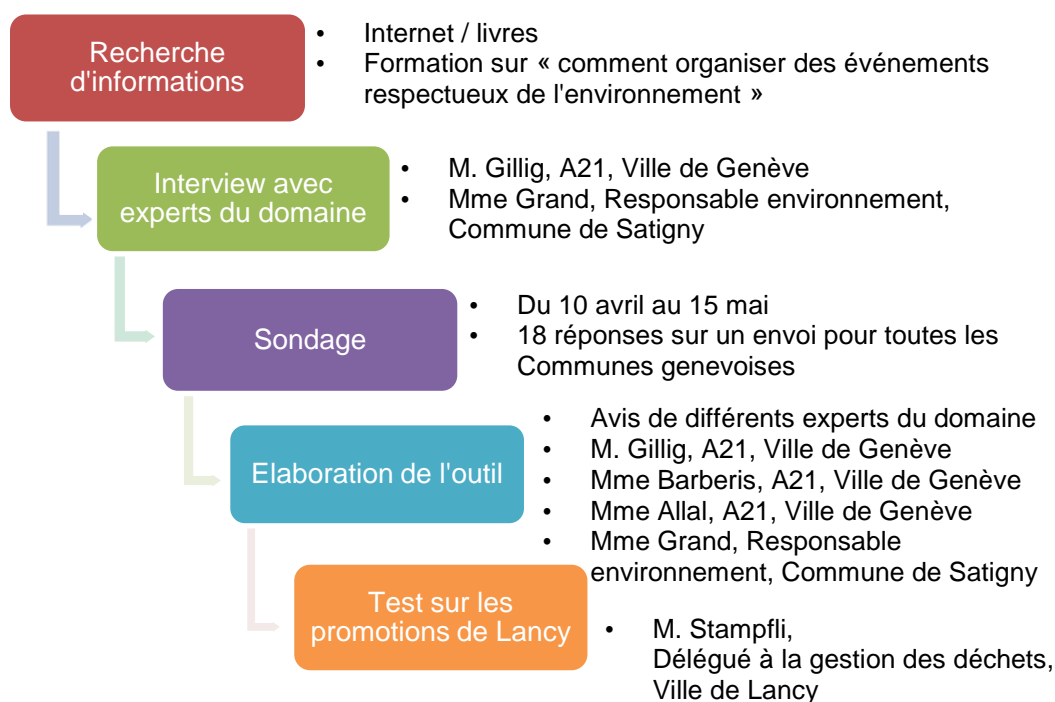 Recherche
d'informations
• Internet / livres
• Formation sur « comment organiser des événements
respectueux de l'environnement »
Interview avec
experts du domaine
• M. Gillig, A21, Ville de Genève
• Mme Grand, Responsable environnement,
Commune de Satigny
Sondage
• Du 10 avril au 15 mai
• 18 réponses sur un envoi pour toutes les
Communes genevoises
Elaboration de l'outil
• Avis de différents experts du domaine
• M. Gillig, A21, Ville de Genève
• Mme Barberis, A21, Ville de Genève
• Mme Allal, A21, Ville de Genève
• Mme Grand, Responsable
environnement, Commune de Satigny
Test sur les
promotions de Lancy
• M. Stampfli,
Délégué à la gestion des déchets,
Ville de Lancy